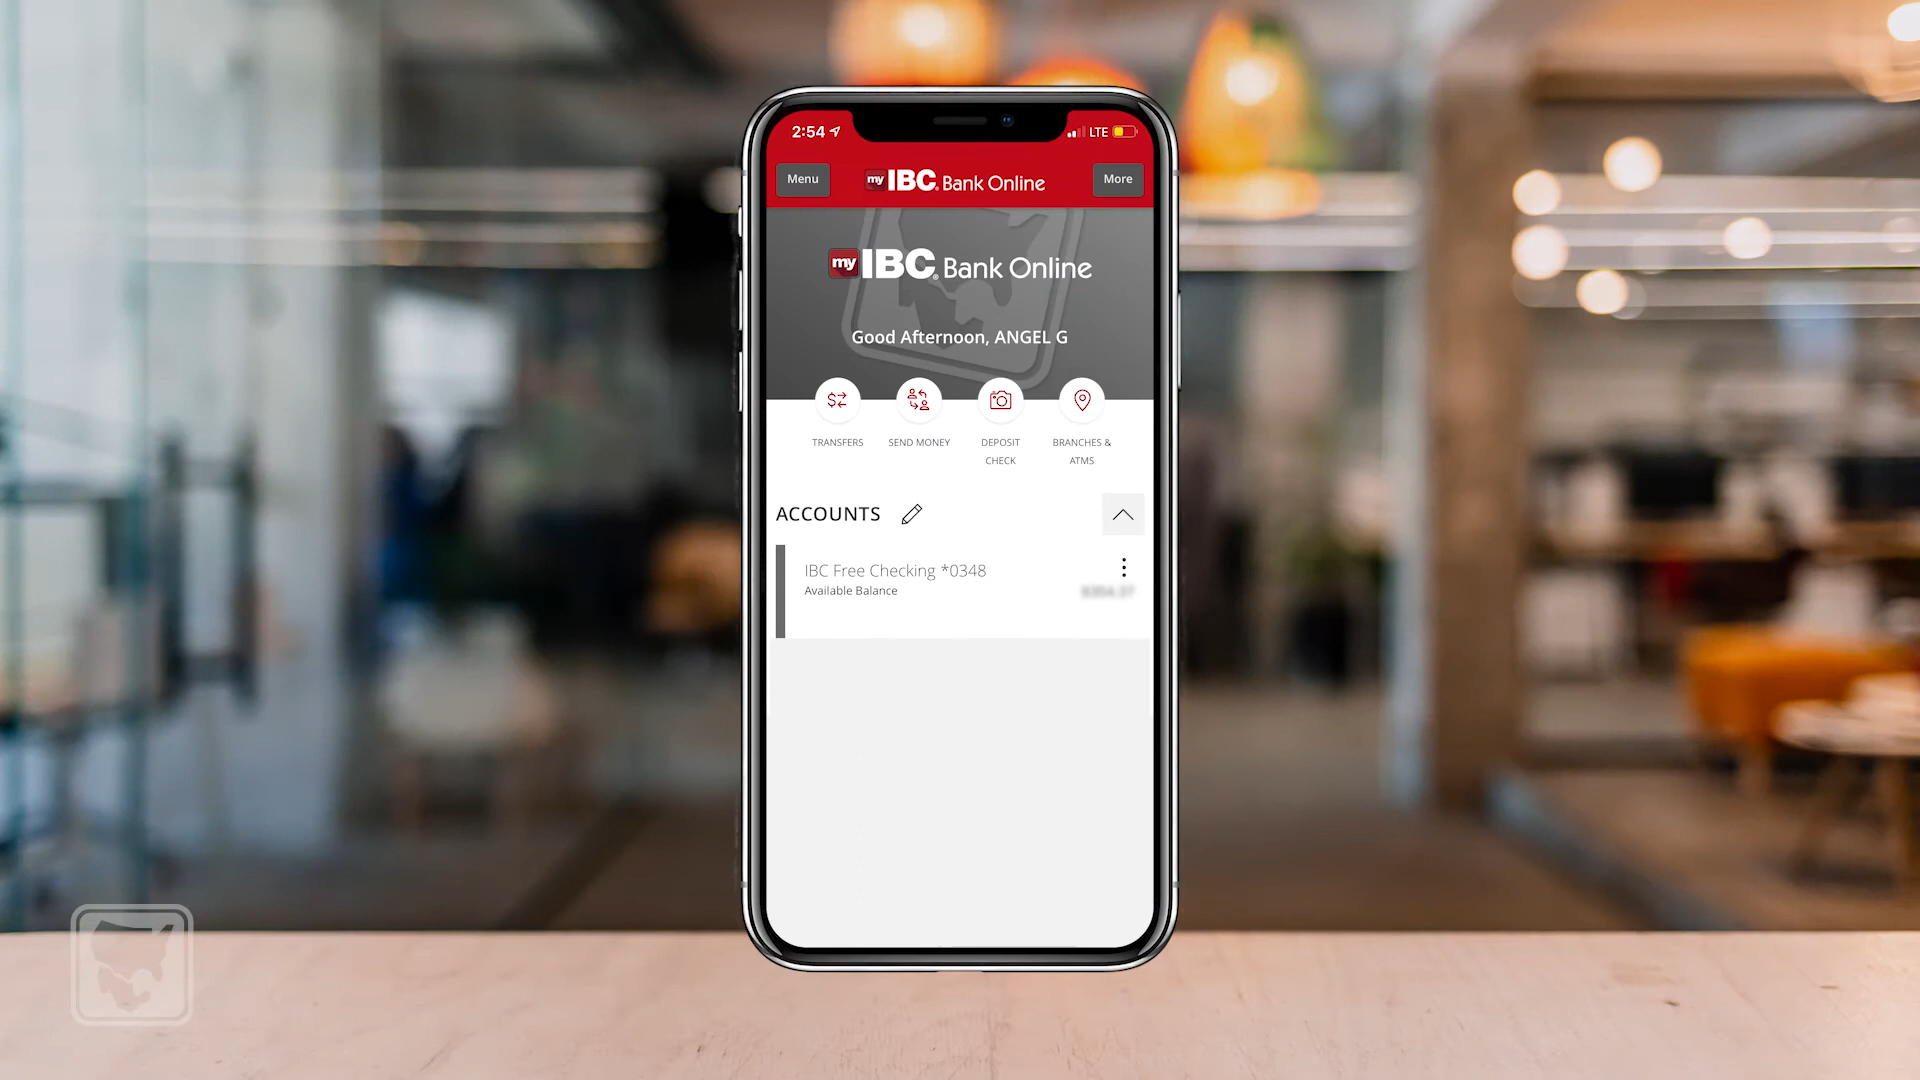 2:54
LTE
Menu
my IBC Bank Online
More
my IBC Bank Online
Good Afternoon, ANGEL G
TRANSFERS
SEND MONEY
DEPOSIT
CHECK
BRANCHES &
ATMS
ACCOUNTS
IBC Free Checking *0348
Available Balance